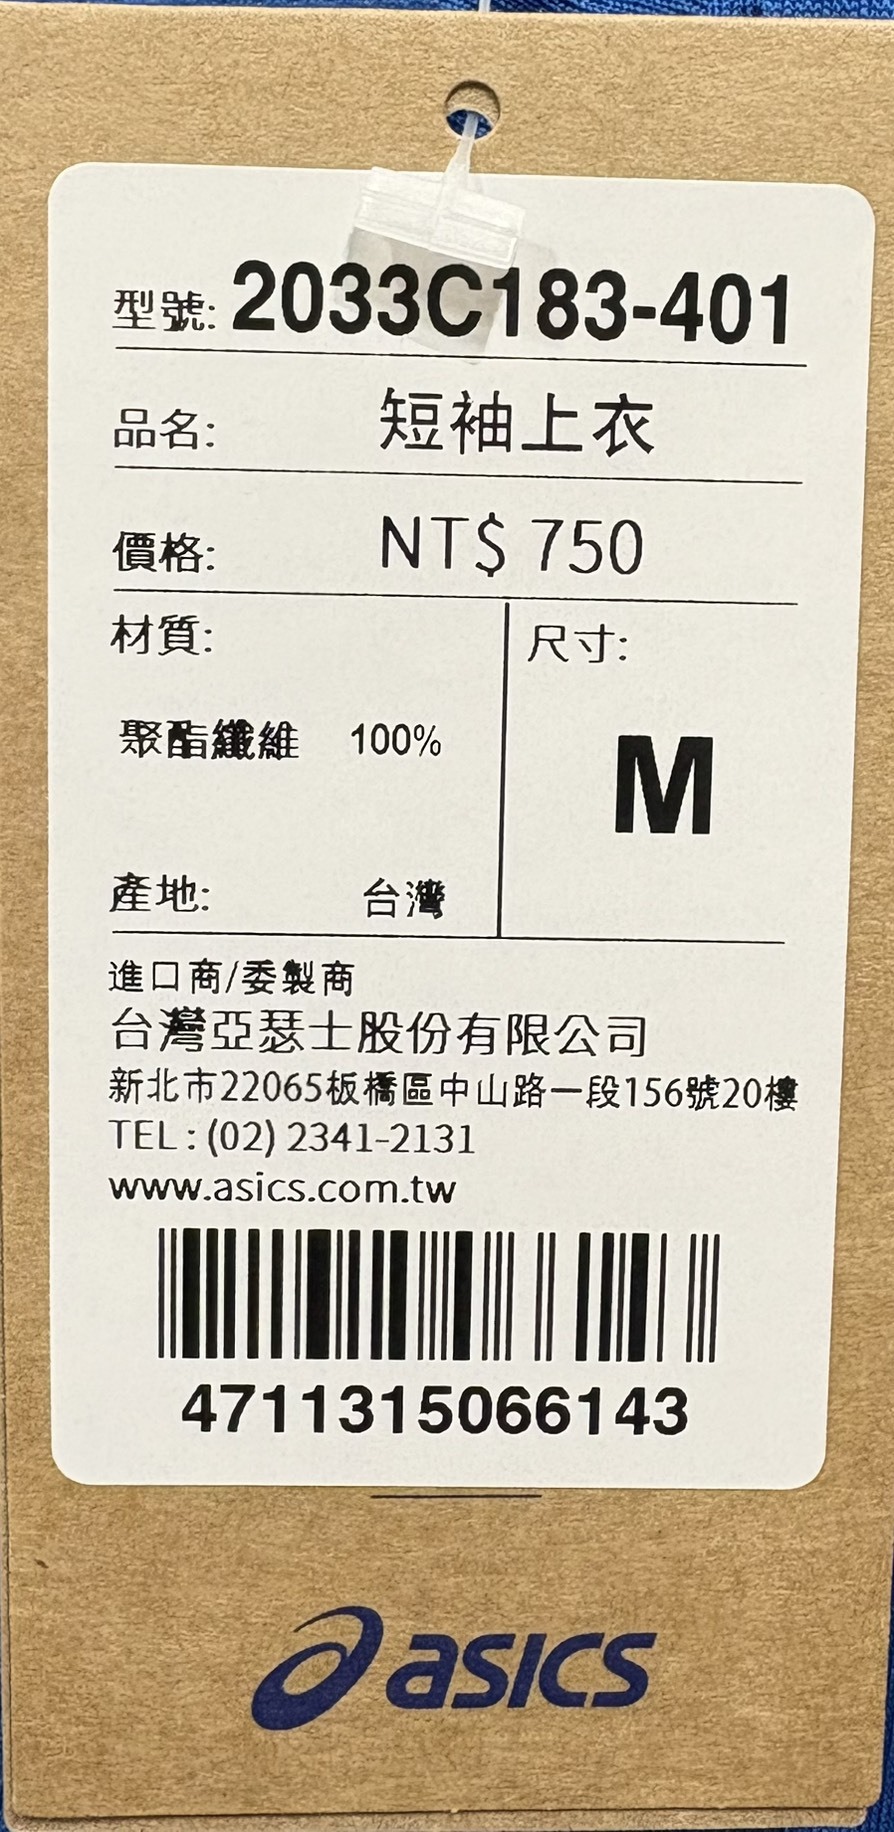 型號: 2033C183-401
品名: 短袖上衣
價格: NT$ 750
材質:
聚酯纖維 100%
尺寸:
M
產地: 台灣
進口商/委製商
台灣亞瑟士股份有限公司
新北市22065板橋區中山路一段156號20樓
TEL : (02) 2341-2131
www.asics.com.tw
4711315066143
asics